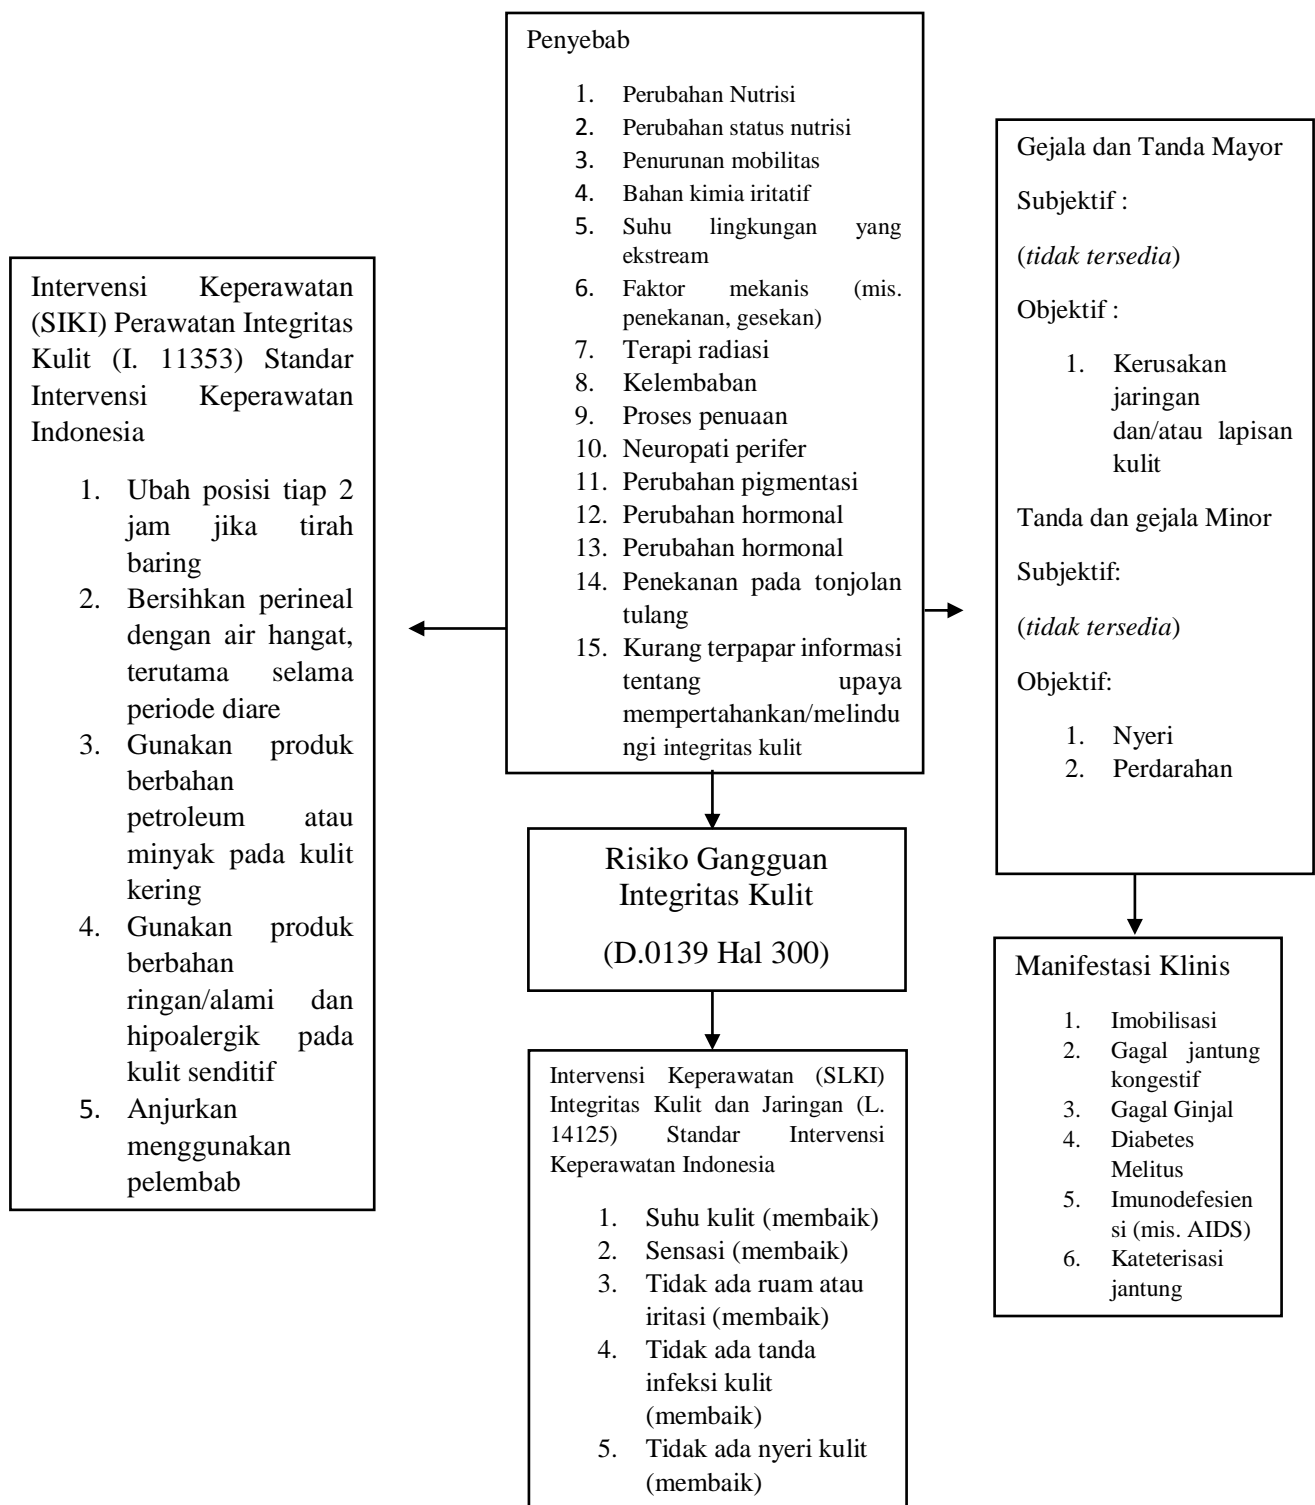 Penyebab
1. Perubahan Nutrisi
2. Perubahan status nutrisi
3. Penurunan mobilitas
4. Bahan kimia iritatif
5. Suhu lingkungan yang
ekstream
6. Faktor mekanis (mis.
penekanan, gesekan)
7. Terapi radiasi
8. Kelembaban
9. Proses penuaan
10. Neuropati perifer
11. Perubahan pigmentasi
12. Perubahan hormonal
13. Perubahan hormonal
14. Penekanan pada tonjolan
tulang
15. Kurang terpapar informasi
tentang upaya
mempertahankan/melindu
ngi integritas kulit
Gejala dan Tanda Mayor
Subjektif :
(tidak tersedia)
Objektif :
1. Kerusakan
jaringan
dan/atau lapisan
kulit
Tanda dan gejala Minor
Subjektif:
(tidak tersedia)
Objektif:
1. Nyeri
2. Perdarahan
Intervensi Keperawatan
(SIKI) Perawatan Integritas
Kulit (I. 11353) Standar
Intervensi Keperawatan
Indonesia
1. Ubah posisi tiap 2
jam jika tirah
baring
2. Bersihkan perineal
dengan air hangat,
terutama selama
periode diare
3. Gunakan produk
berbahan
petroleum atau
minyak pada kulit
kering
4. Gunakan produk
berbahan
ringan/alami dan
hipoalergik pada
kulit senditif
5. Anjurkan
menggunakan
pelembab
Risiko Gangguan
Integritas Kulit
(D.0139 Hal 300)
Manifestasi Klinis
1. Imobilisasi
2. Gagal jantung
kongestif
3. Gagal Ginjal
4. Diabetes
Melitus
5. Imunodefesien
si (mis. AIDS)
6. Kateterisasi
jantung
Intervensi Keperawatan (SLKI)
Integritas Kulit dan Jaringan (L.
14125) Standar Intervensi
Keperawatan Indonesia
1. Suhu kulit (membaik)
2. Sensasi (membaik)
3. Tidak ada ruam atau
iritasi (membaik)
4. Tidak ada tanda
infeksi kulit
(membaik)
5. Tidak ada nyeri kulit
(membaik)